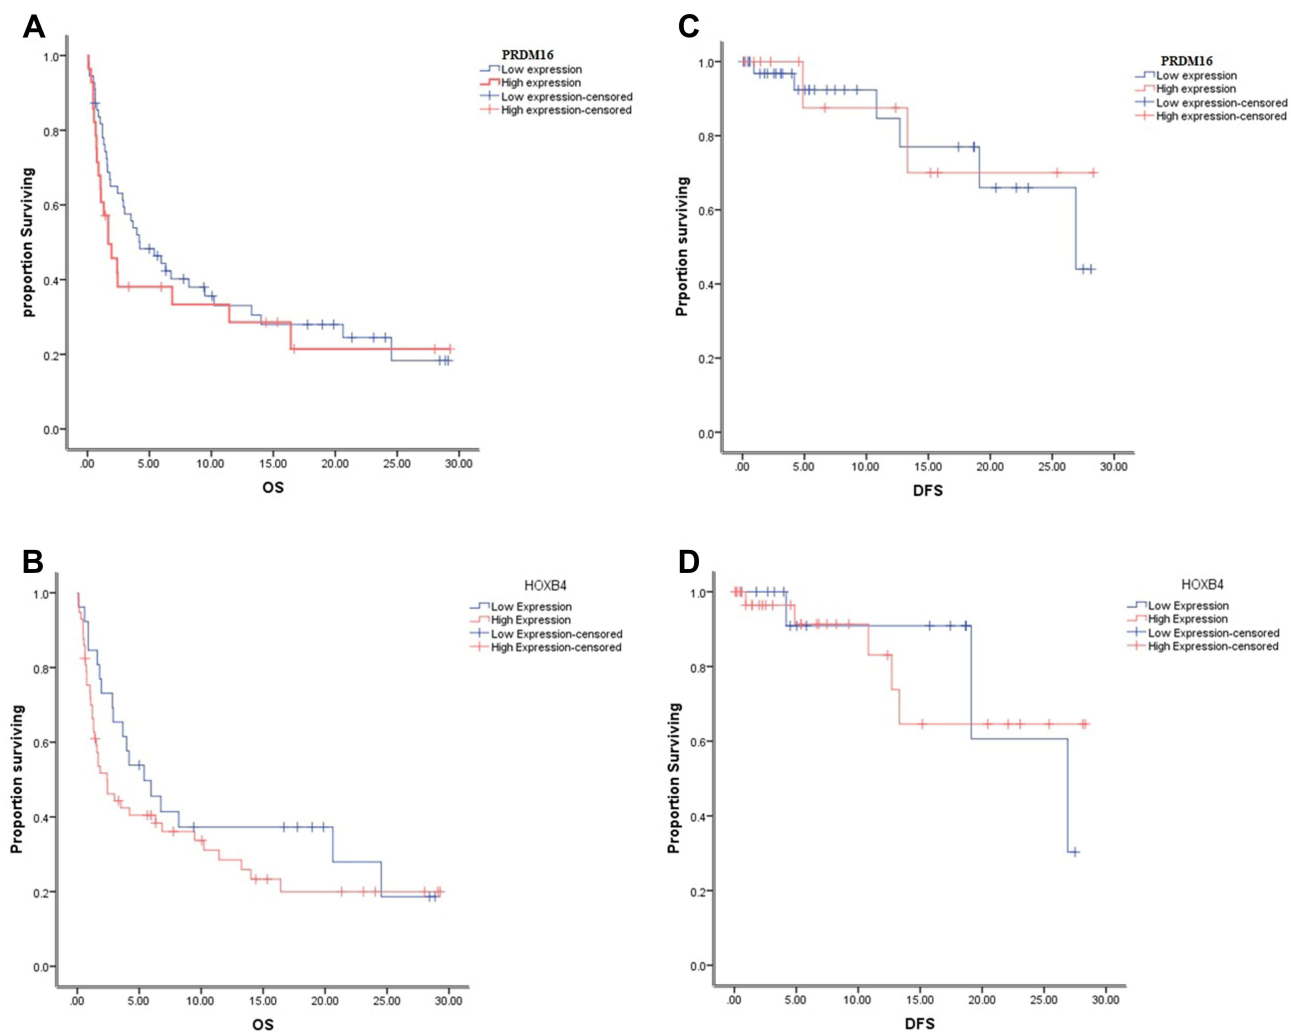 A
PRDM16
Low expression
High expression
Low expression-censored
High expression-censored
proportion Surviving
1.0
0.8
0.6
0.4
0.2
0.0
.00 5.00 10.00 15.00 20.00 25.00 30.00
OS
C
PRDM16
Low expression
High expression
Low expression-censored
High expression-censored
Prportion surviving
1.0
0.8
0.6
0.4
0.2
0.0
.00 5.00 10.00 15.00 20.00 25.00 30.00
DFS
B
HOXB4
Low Expression
High Expression
Low Expression-censored
High Expression-censored
Proportion surviving
1.0
0.8
0.6
0.4
0.2
0.0
.00 5.00 10.00 15.00 20.00 25.00 30.00
OS
D
HOXB4
Low Expression
High Expression
Low Expression-censored
High Expression-censored
Proportion Surviving
1.0
0.8
0.6
0.4
0.2
0.0
.00 5.00 10.00 15.00 20.00 25.00 30.00
DFS